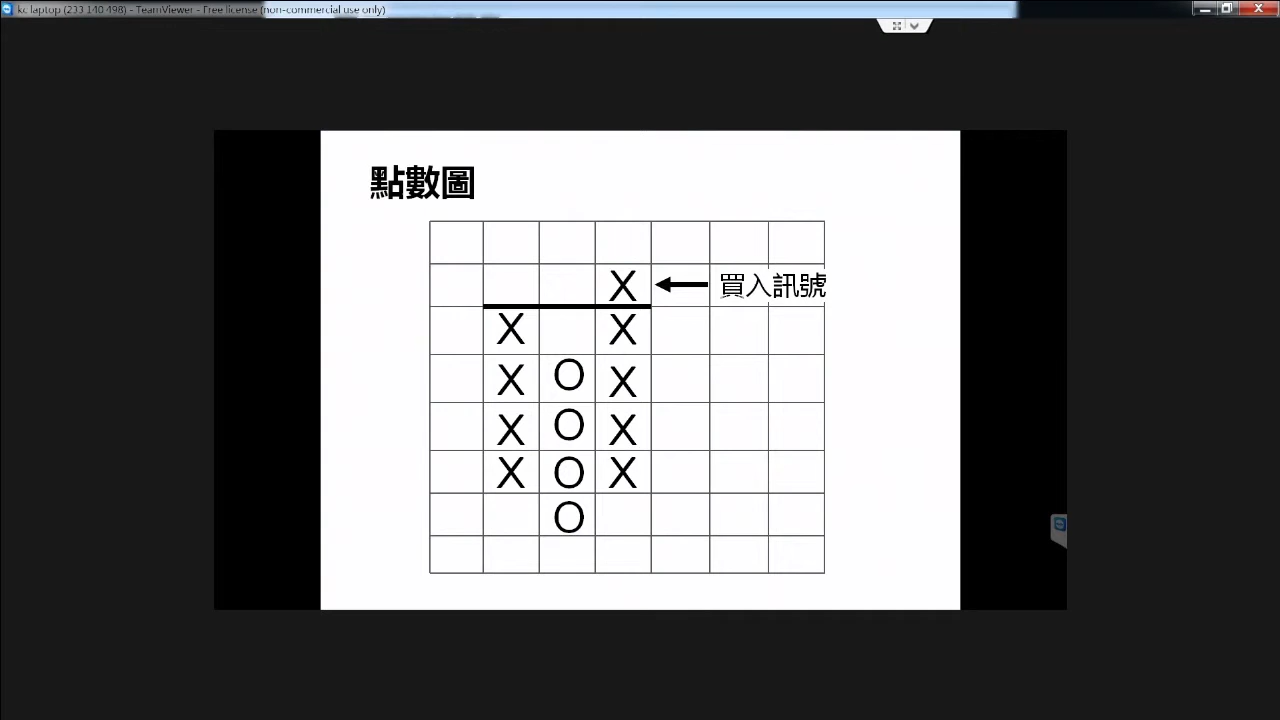 kc laptop (233 140 498) - TeamViewer - Free license (non-commercial use only)
點數圖
X
買入訊號
X X
X O X
X O X
X O X
O